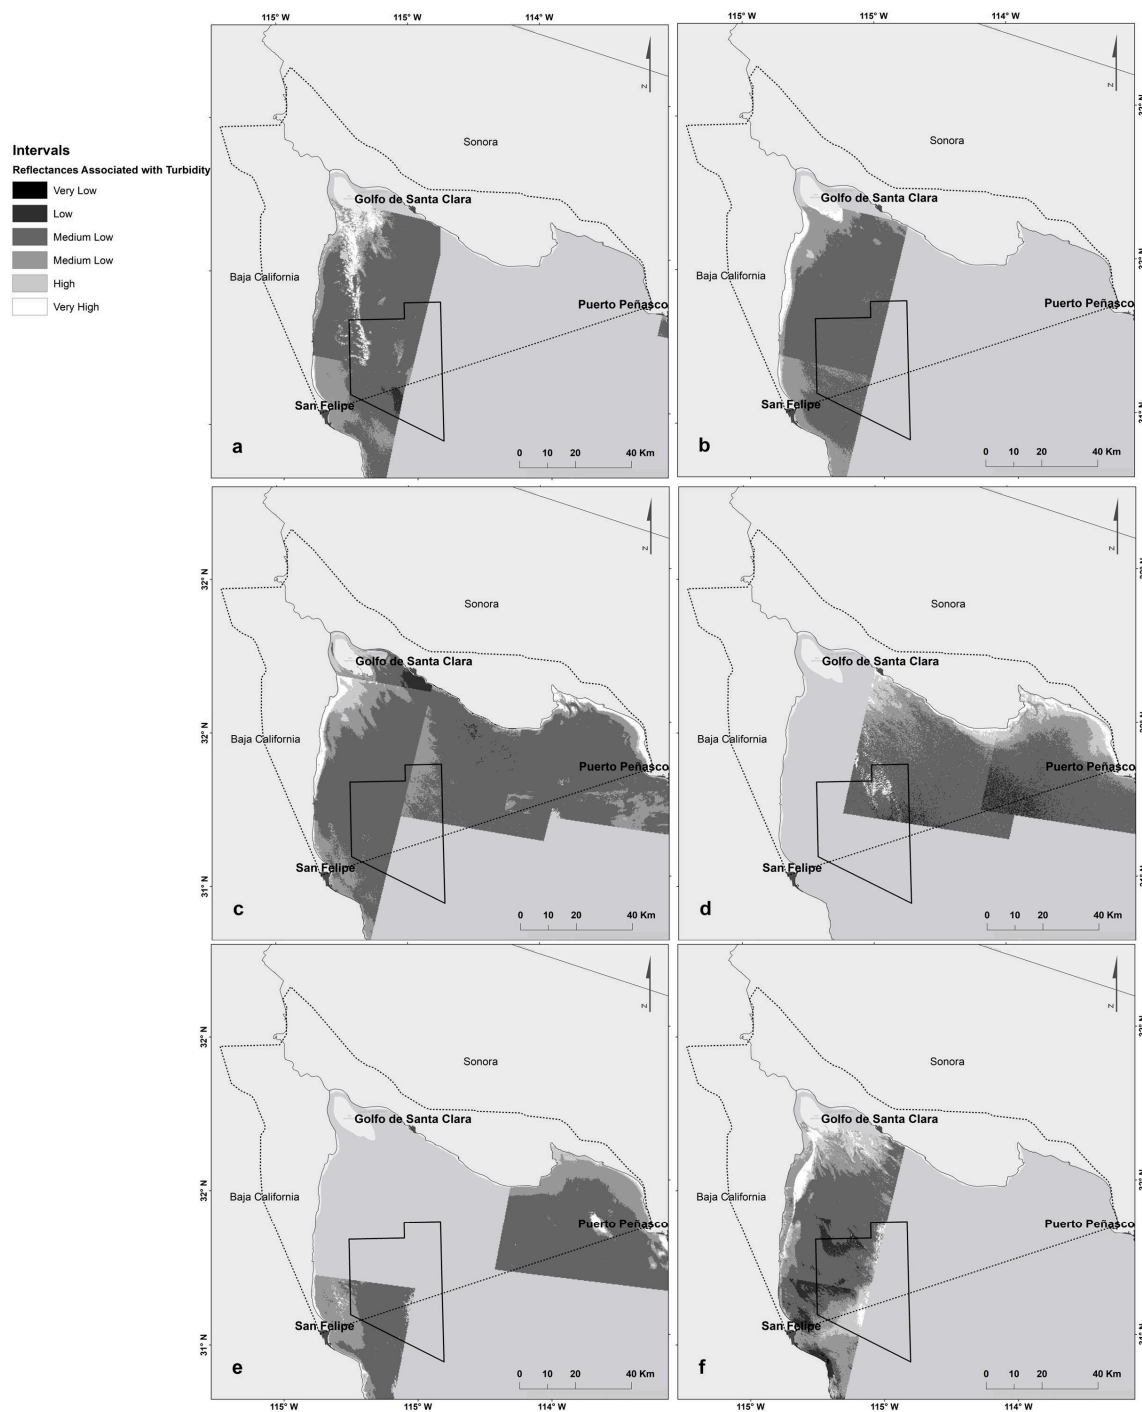 115° W 115° W 114° W
115° W 115° W 114° W
Intervals
Reflectances Associated with Turbidity
Very Low
Low
Medium Low
Medium Low
High
Very High
N
Sonora
Golfo de Santa Clara
Baja California
Puerto Peñasco
San Felipe
a
0 10 20 40 Km
N
Sonora
Golfo de Santa Clara
Baja California
Puerto Peñasco
San Felipe
b
0 10 20 40 Km
32° N
32° N
31° N
N
Sonora
Golfo de Santa Clara
Baja California
Puerto Peñasco
San Felipe
c
0 10 20 40 Km
N
Sonora
Golfo de Santa Clara
Baja California
Puerto Peñasco
San Felipe
d
0 10 20 40 Km
32° N
32° N
31° N
N
Sonora
Golfo de Santa Clara
Baja California
Puerto Peñasco
San Felipe
e
0 10 20 40 Km
N
Sonora
Golfo de Santa Clara
Baja California
Puerto Peñasco
San Felipe
f
0 10 20 40 Km
115° W 115° W 114° W
115° W 115° W 114° W